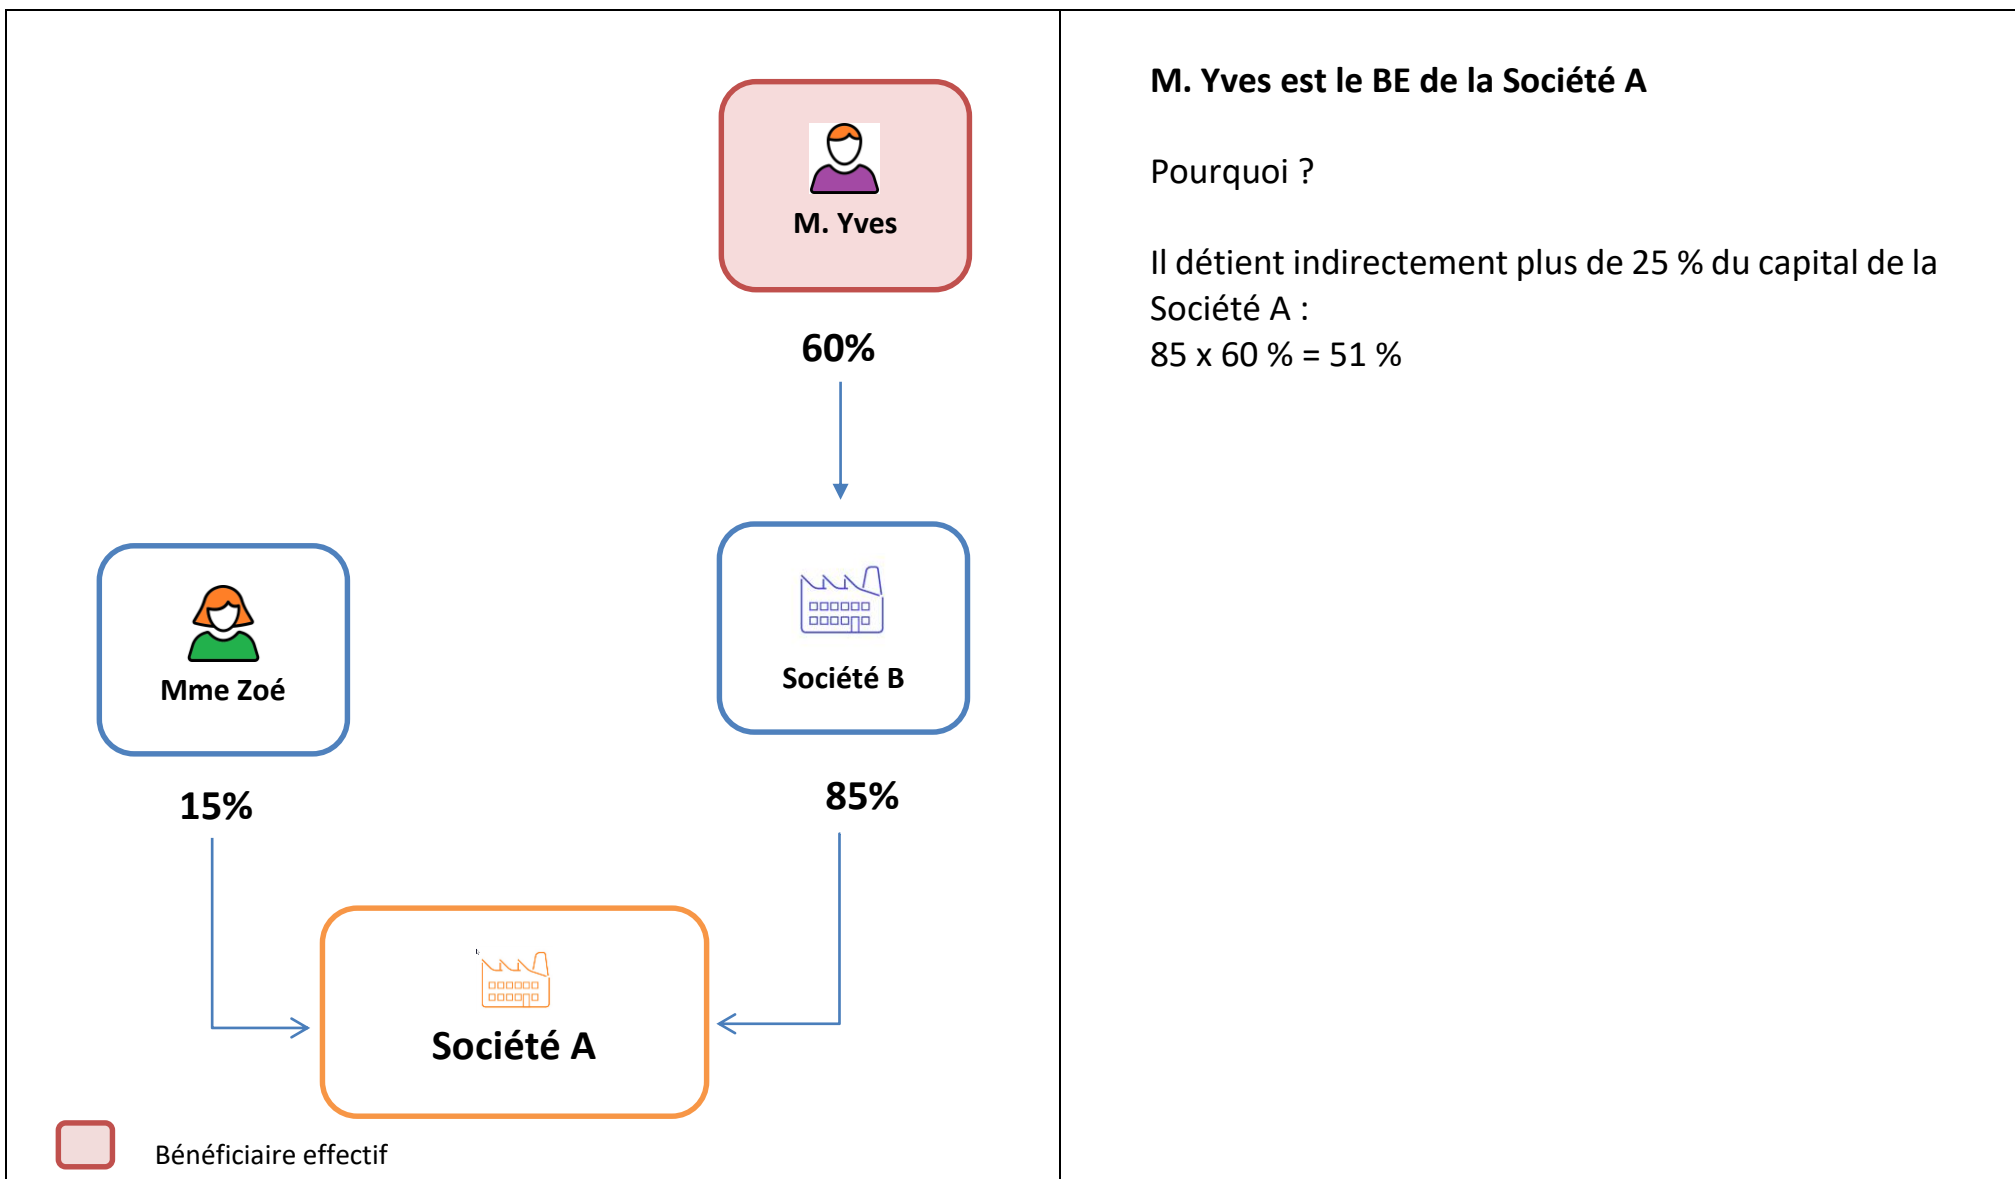 M. Yves
60%
Mme Zoé
15%
Société B
85%
Société A
Bénéficiaire effectif
M. Yves est le BE de la Société A
Pourquoi ?
Il détient indirectement plus de 25 % du capital de la
Société A :
85 x 60 % = 51 %